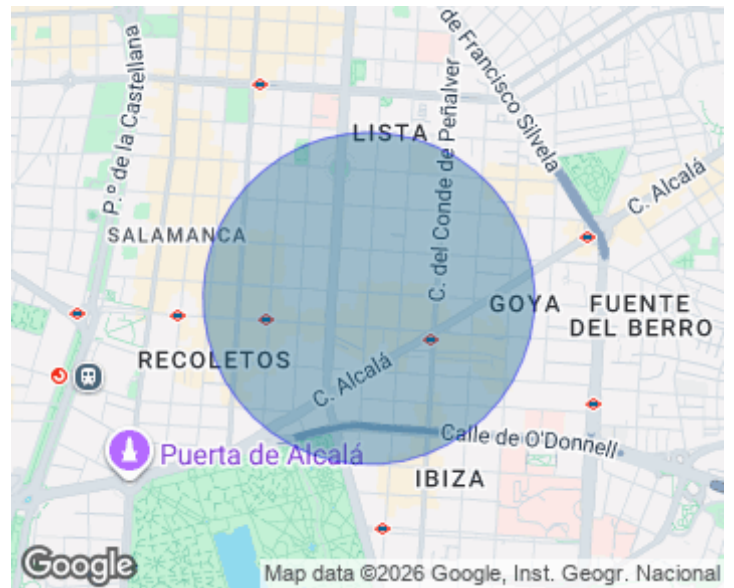 de Francisco Silvela
P.º de la Castellana
LISTA
C. del Conde de Peñalver
C. Alcalá
SALAMANCA
GOYA
FUENTE
DEL BERRO
RECOLETOS
C. Alcalá
Calle de O'Donnell
Puerta de Alcalá
IBIZA
Google
Map data ©2026 Google, Inst. Geogr. Nacional